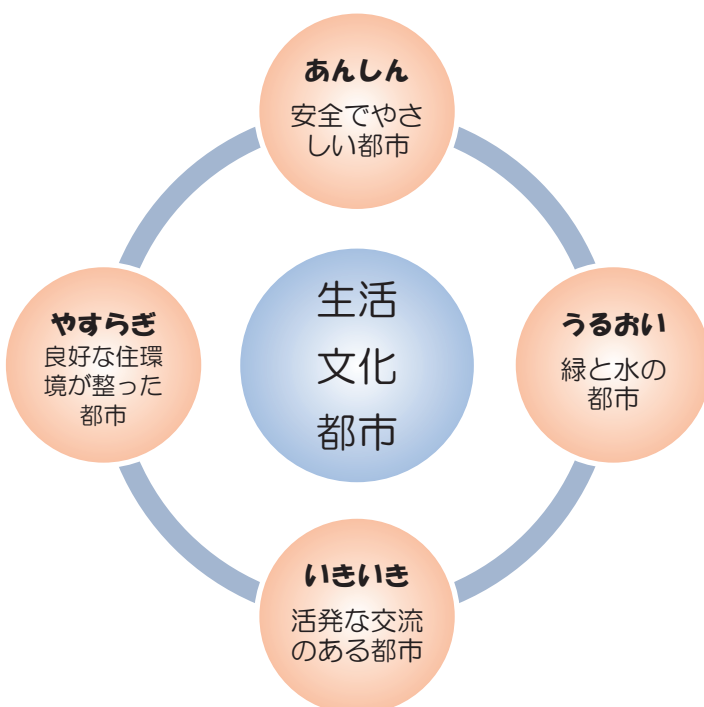 あんしん
安全でやさ
しい都市
やすらぎ
良好な住環
境が整った
都市
生活
文化
都市
うるおい
緑と水の
都市
いきいき
活発な交流
のある都市